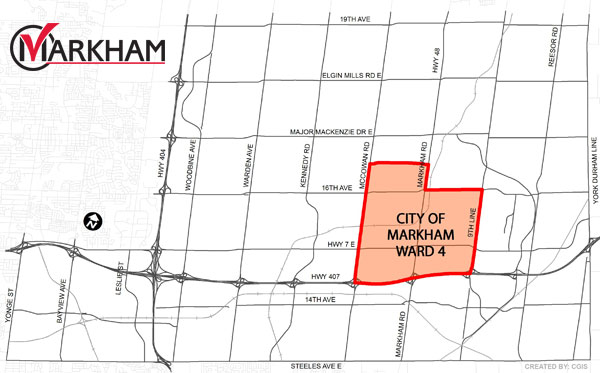 MARKHAM
19TH AVE
HWY 48
REESOR RD
ELGIN MILLS RD E
MAJOR MACKENZIE DR E
HWY 404
WOODBINE AVE
WARDEN AVE
KENNEDY RD
MCCOWAN RD
MARKHAM RD
16TH AVE
YORK DURHAM LINE
CITY OF
MARKHAM
WARD 4
9TH LINE
N
HWY 7 E
HWY 407
LESLIE ST
BAYVIEW AVE
YONGE ST
14TH AVE
MARKHAM RD
STEELES AVE E
CREATED BY: CGIS